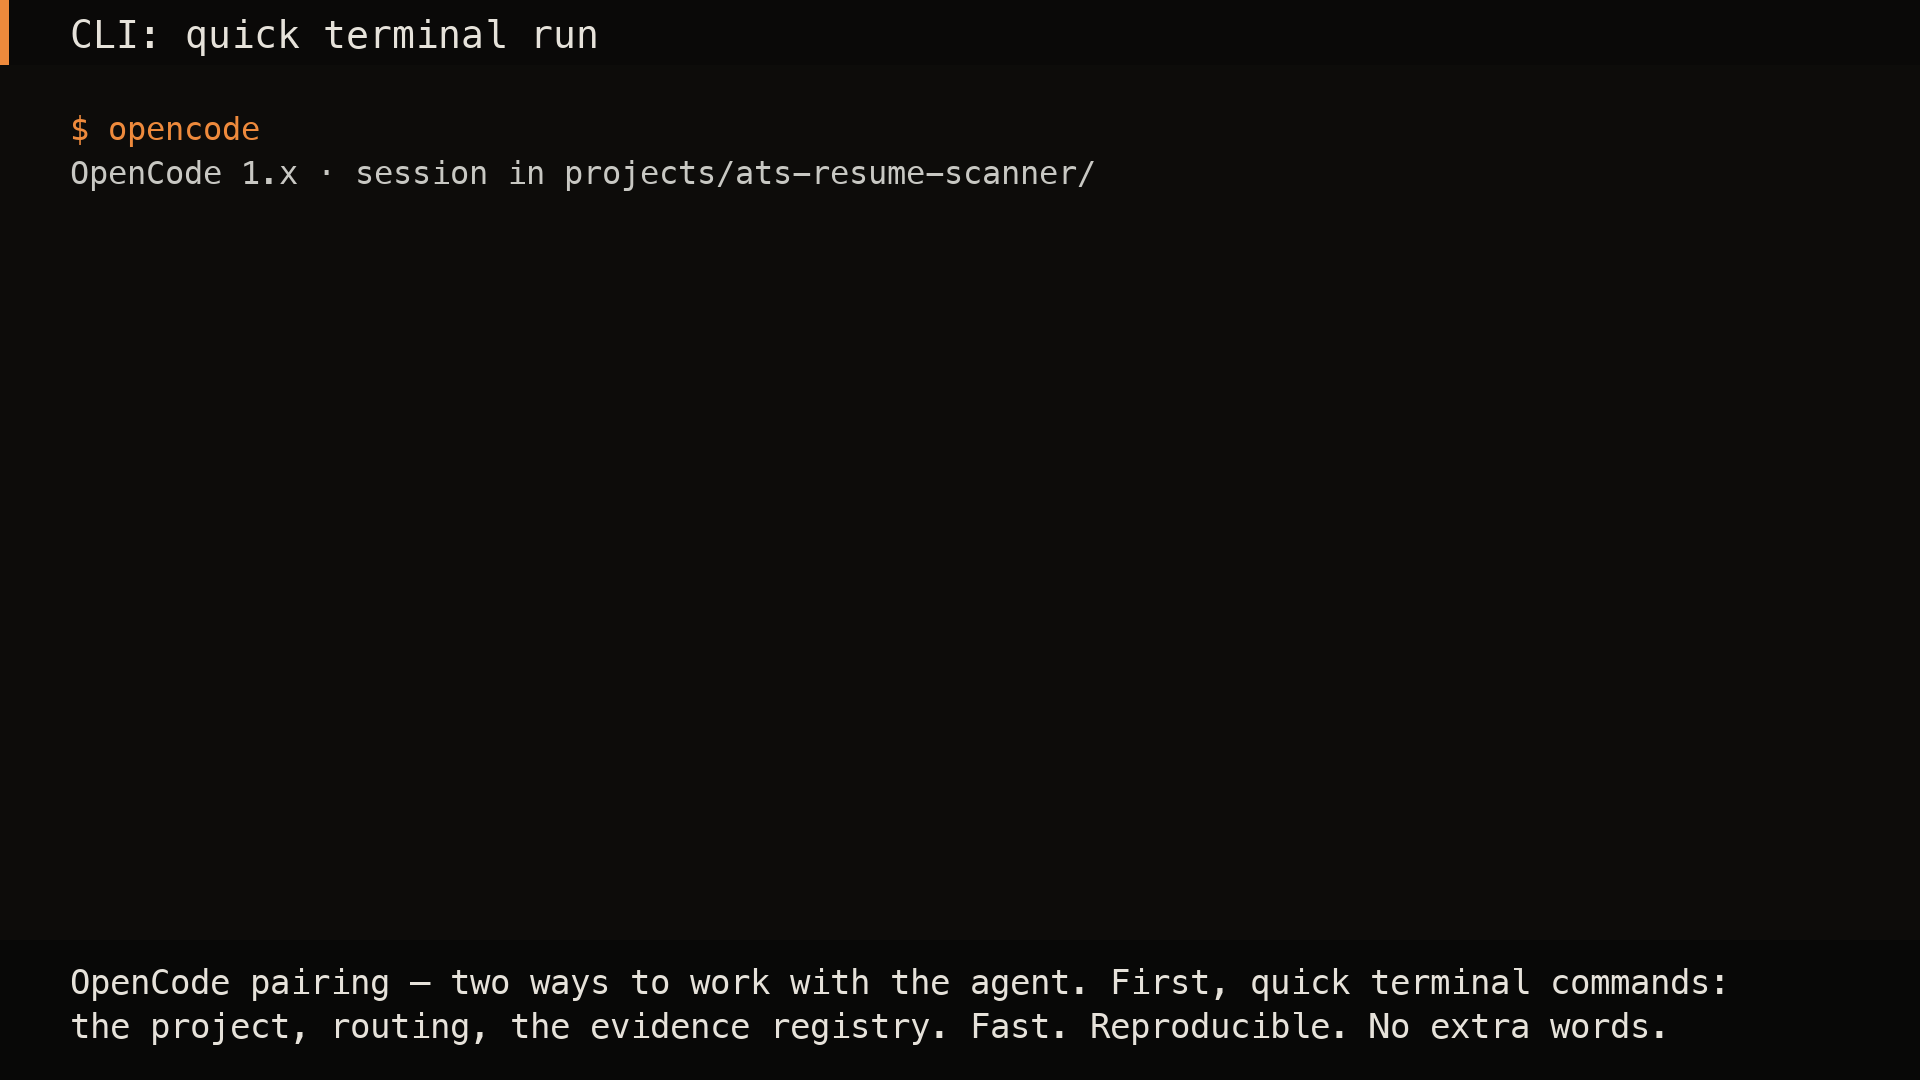 CLI: quick terminal run
$ opencode
OpenCode 1.x · session in projects/ats-resume-scanner/
OpenCode pairing — two ways to work with the agent. First, quick terminal commands:
the project, routing, the evidence registry. Fast. Reproducible. No extra words.